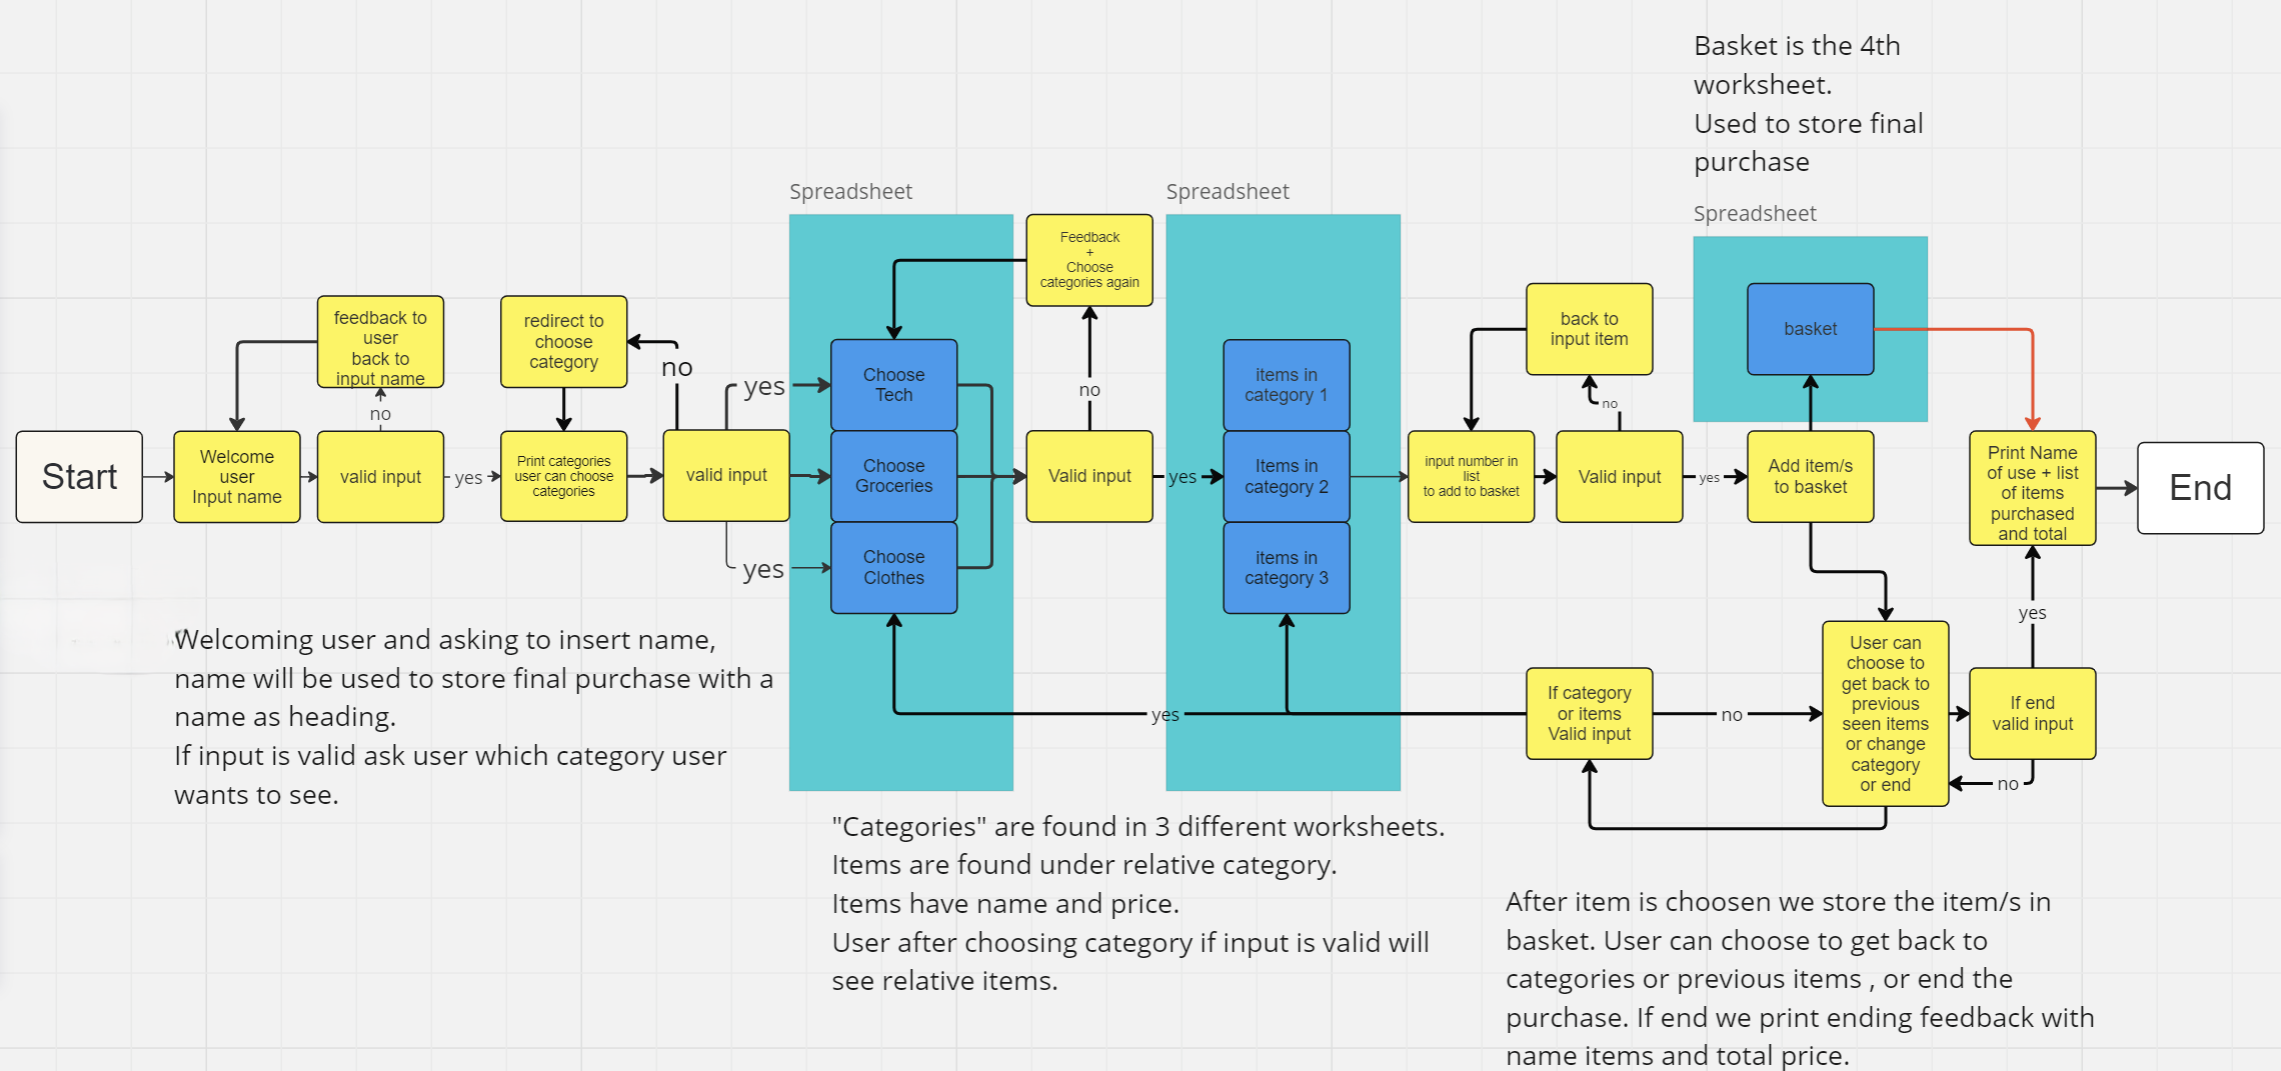 Basket is the 4th
worksheet.
Used to store final
purchase
Spreadsheet
Spreadsheet
Spreadsheet
Feedback
+
Choose
categories again
feedback to
user
back to
input name
redirect to
choose
category
no
no
yes
Choose
Tech
no
items in
category 1
back to
input item
no
basket
Start
Welcome
user
Input name
valid input
yes
Print categories
user can choose
categories
valid input
Choose
Groceries
Valid input
yes
Items in
category 2
input number in
list
to add to basket
Valid input
yes
Add item/s
to basket
Print Name
of use + list
of items
purchased
and total
End
yes
Choose
Clothes
items in
category 3
yes
If category
or items
Valid input
no
yes
User can
choose to
get back to
previous
seen items
or change
category
or end
If end
valid input
no
Welcoming user and asking to insert name,
name will be used to store final purchase with a
name as heading.
If input is valid ask user which category user
wants to see.
"Categories" are found in 3 different worksheets.
Items are found under relative category.
Items have name and price.
User after choosing category if input is valid will
see relative items.
After item is choosen we store the item/s in
basket. User can choose to get back to
categories or previous items , or end the
purchase. If end we print ending feedback with
name items and total price.